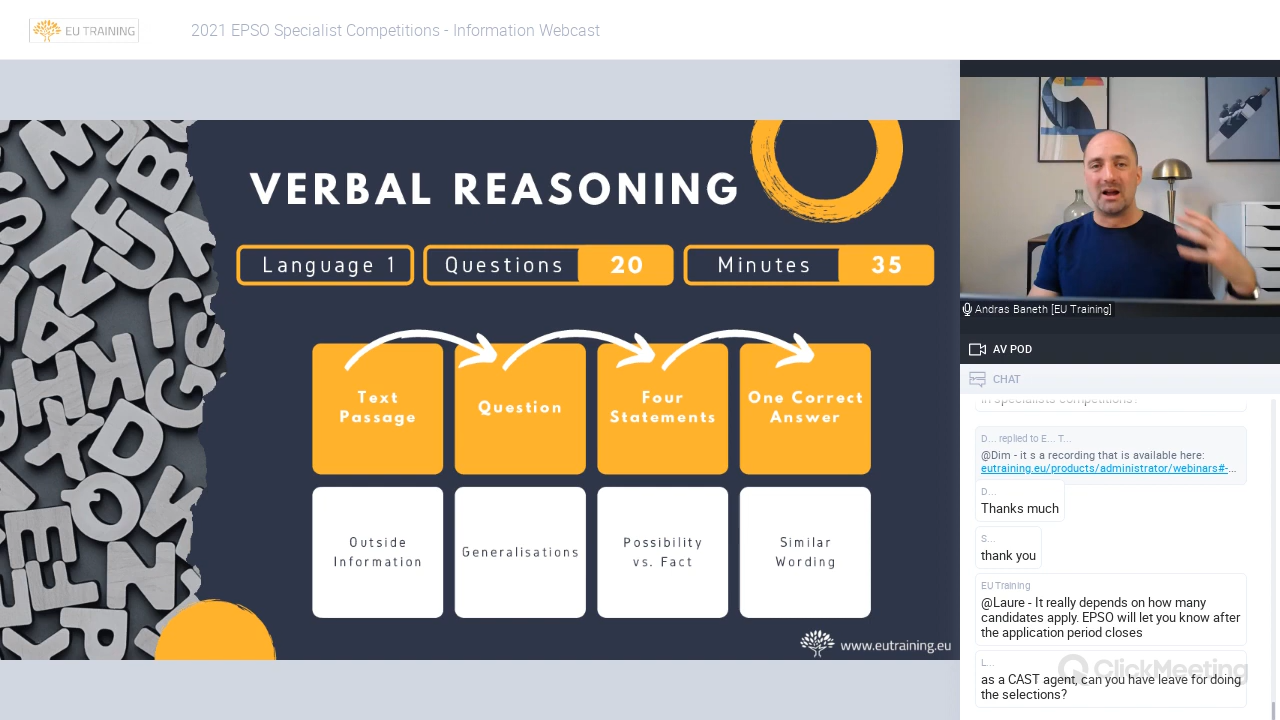 EU TRAINING
2021 EPSO Specialist Competitions - Information Webcast
VERBAL REASONING
Language 1
Questions 20
Minutes 35
Text
Passage
Question
Four
Statements
One Correct
Answer
Outside
Information
Generalisations
Possibility
vs. Fact
Similar
Wording
www.eutraining.eu
Andras Baneth [EU Training]
AV POD
CHAT
in specialists competitions?
D... replied to E... T...
@Dim - it s a recording that is available here:
eutraining.eu/products/administrator/webinars#-...
D...
Thanks much
S...
thank you
EU Training
@Laure - It really depends on how many
candidates apply. EPSO will let you know after
the application period closes
L...
ClickMeeting
as a CAST agent, can you have leave for doing
the selections?